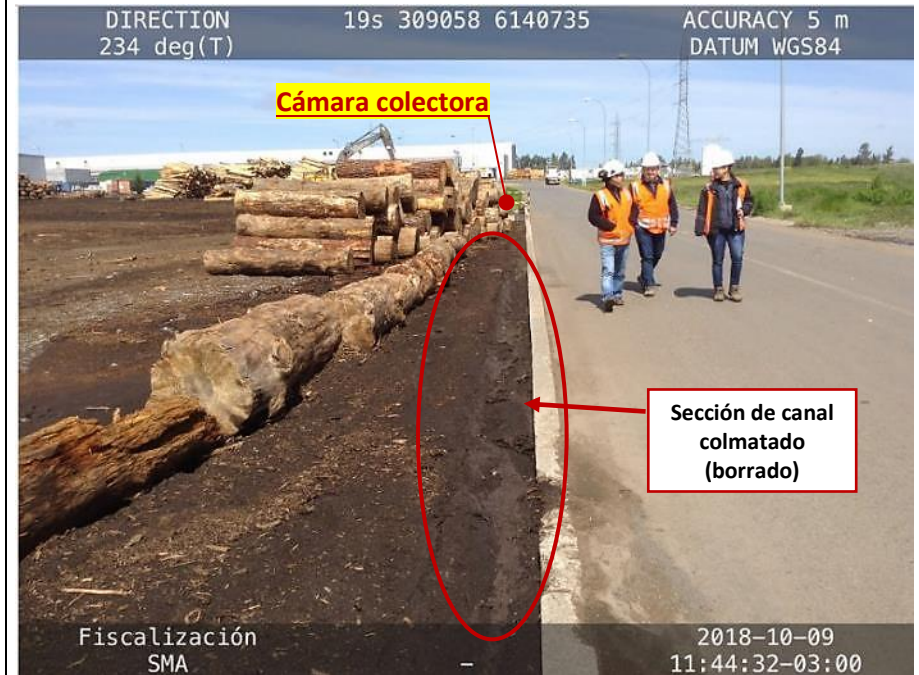 DIRECTION
234 deg(T)
19s 309058 6140735
ACCURACY 5 m
DATUM WGS84
Cámara colectora
Sección de canal
colmatado
(borrado)
Fiscalización
SMA
–
2018-10-09
11:44:32-03:00